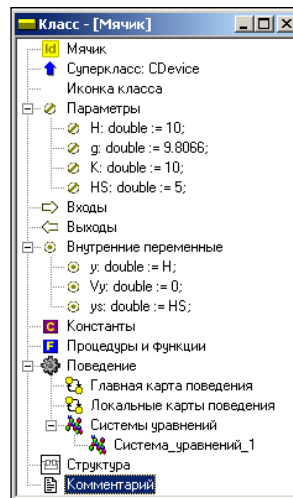 Класс - [Мячик]
Id Мячик
Суперкласс: CDevice
Иконка класса
Параметры
H: double := 10;
g: double := 9.8066;
K: double := 10;
HS: double := 5;
Входы
Выходы
Внутренние переменные
y: double := H;
Vy: double := 0;
ys: double := HS;
C Константы
F Процедуры и функции
Поведение
Главная карта поведения
Локальные карты поведения
Системы уравнений
Система_уравнений_1
Структура
Комментарий